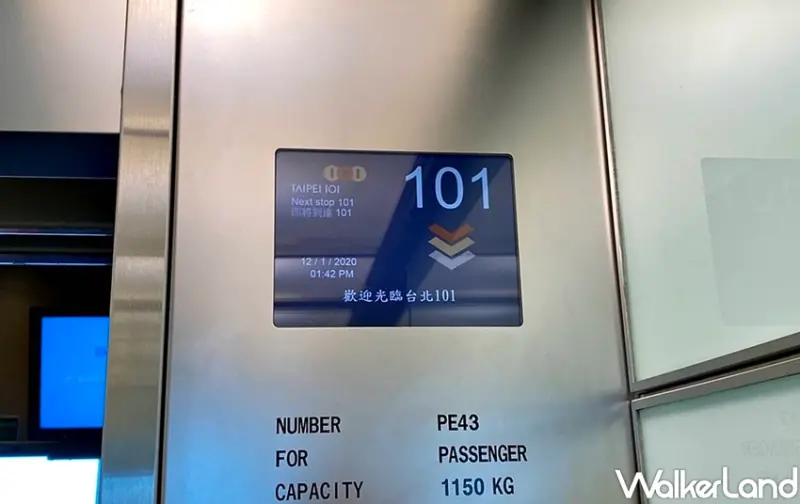 101
TAIPEI 101
Next stop 101
即將到達 101
12 / 1 / 2020
01:42 PM
歡迎光臨台北101
NUMBER PE43
FOR PASSENGER
CAPACITY 1150 KG
WALKERLAND